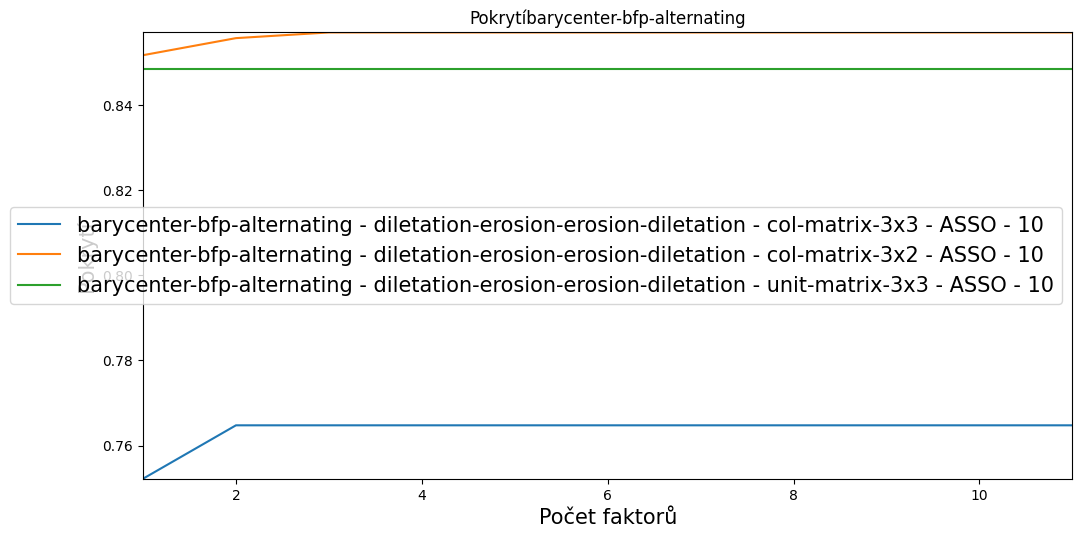 Pokrytíbarycenter-bfp-alternating
0.84
0.82
0.80
0.78
0.76
barycenter-bfp-alternating - diletation-erosion-erosion-diletation - col-matrix-3x3 - ASSO - 10
barycenter-bfp-alternating - diletation-erosion-erosion-diletation - col-matrix-3x2 - ASSO - 10
barycenter-bfp-alternating - diletation-erosion-erosion-diletation - unit-matrix-3x3 - ASSO - 10
2 4 6 8 10
Počet faktorů